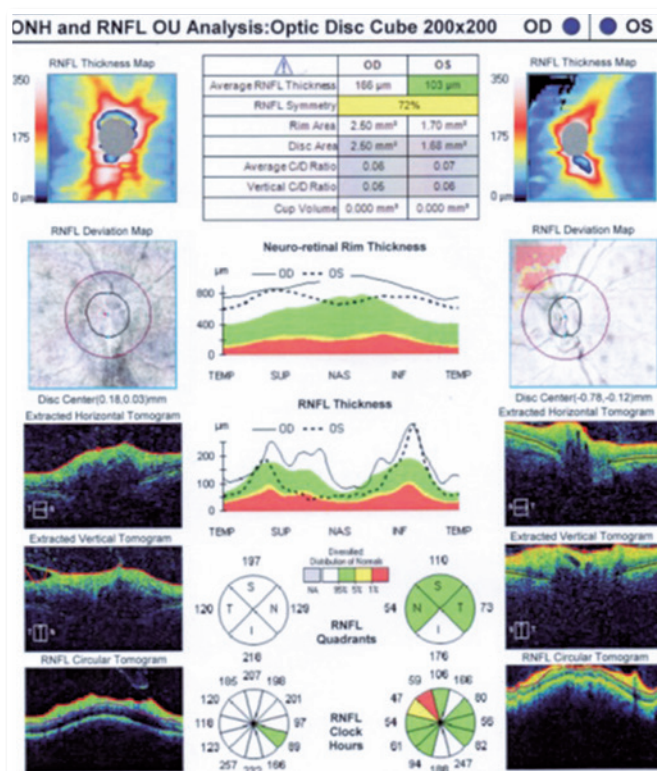 ONH and RNFL OU Analysis:Optic Disc Cube 200x200 OD OS
RNFL Thickness Map
350
175
0 µm
OD OS
Average RNFL Thickness 166 µm 103 µm
RNFL Symmetry 72%
Rim Area 2.50 mm² 1.70 mm²
Disc Area 2.50 mm² 1.68 mm²
Average C/D Ratio 0.06 0.07
Vertical C/D Ratio 0.05 0.06
Cup Volume 0.000 mm³ 0.000 mm³
RNFL Thickness Map
350
175
0 µm
RNFL Deviation Map
Disc Center(0.18,0.03)mm
Neuro-retinal Rim Thickness
µm OD OS
800
400
0
TEMP SUP NAS INF TEMP
RNFL Deviation Map
Disc Center(-0.78,-0.12)mm
Extracted Horizontal Tomogram
RNFL Thickness
µm OD OS
200
100
0
TEMP SUP NAS INF TEMP
Extracted Horizontal Tomogram
Extracted Vertical Tomogram
Extracted Vertical Tomogram
Diversified
Distribution of Normals
NA 95% 5% 1%
197
120 S T N I 129
216
RNFL
Quadrants
110
54 S N T I 73
176
RNFL Circular Tomogram
RNFL Circular Tomogram
RNFL
Clock
Hours
207
185 198
120 201
118 97
123 89
257 166
106
59 166
47 80
54 56
61 82
94 247